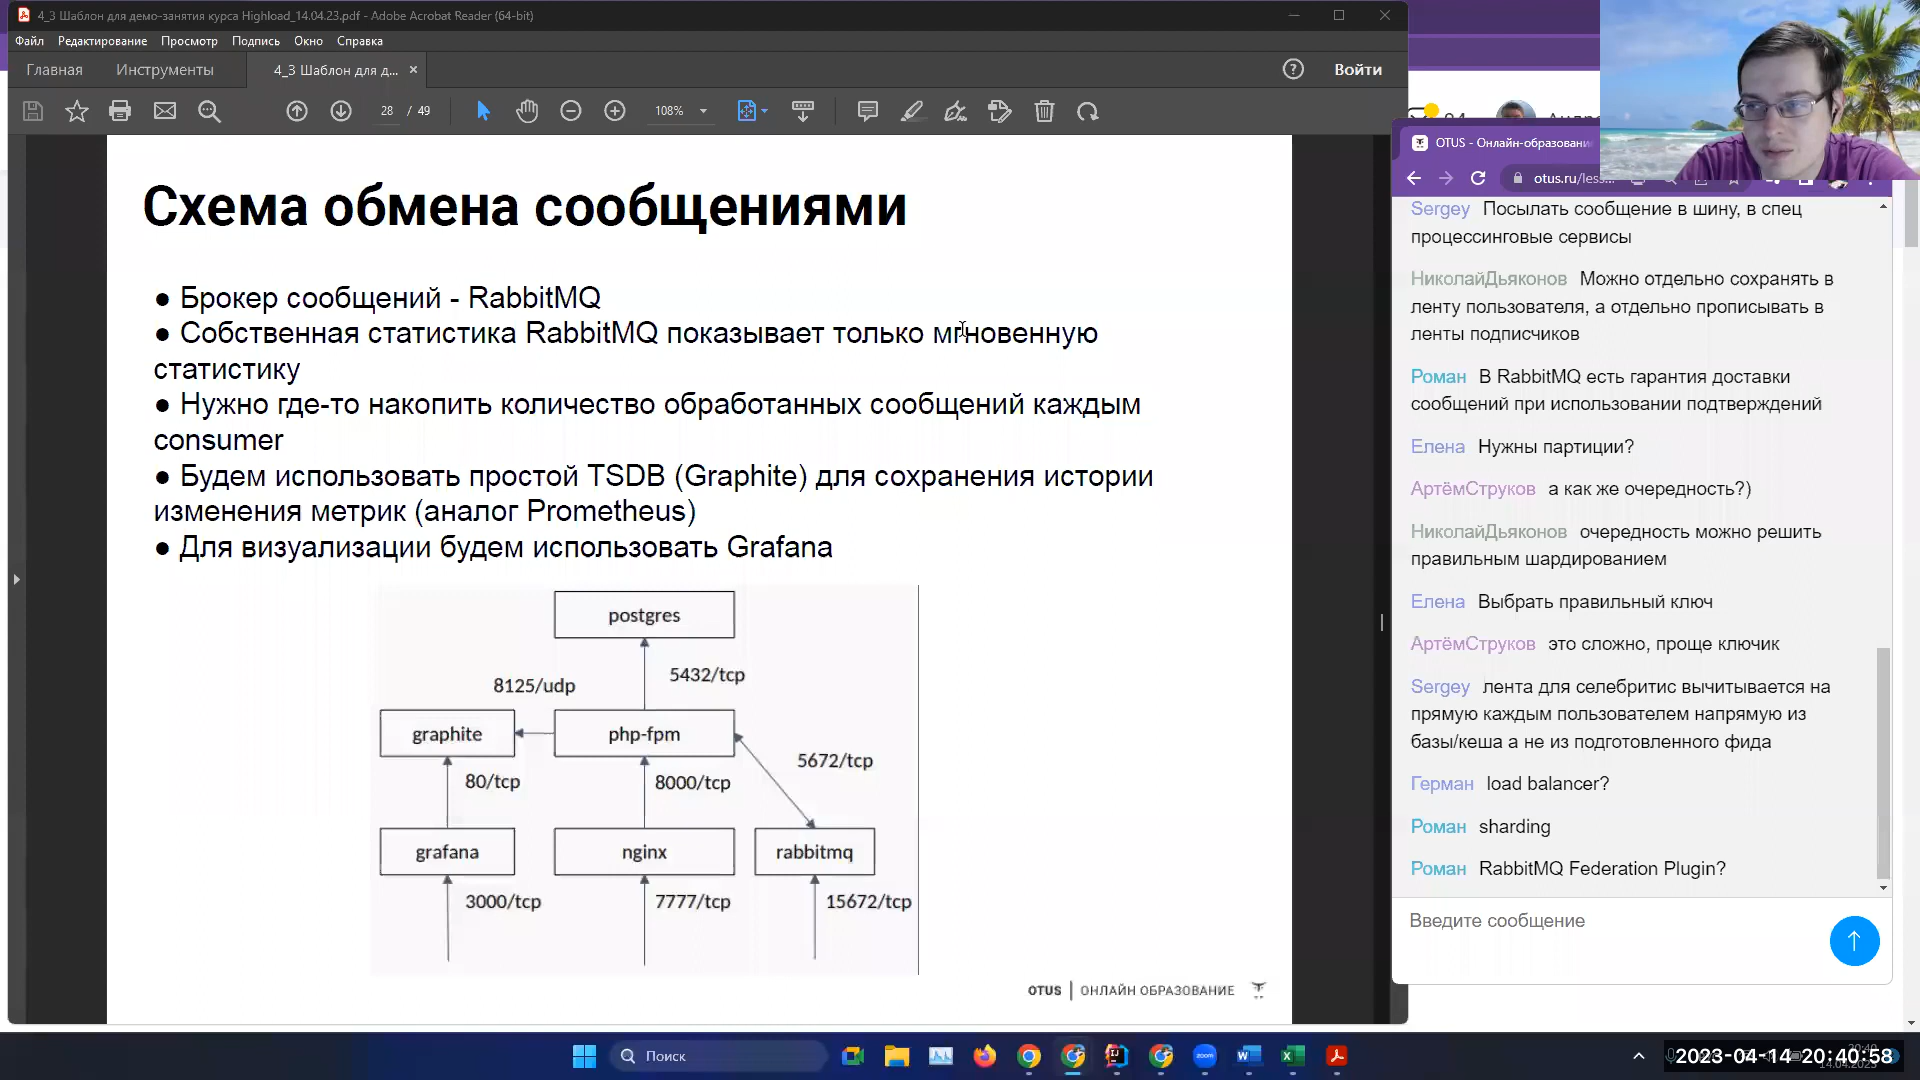 4_3 Шаблон для демо-занятия курса Highload_14.04.23.pdf - Adobe Acrobat Reader (64-bit)
Файл Редактирование Просмотр Подпись Окно Справка
Главная Инструменты 4_3 Шаблон для д... × Войти
28 / 49 108%
Схема обмена сообщениями
● Брокер сообщений - RabbitMQ
● Собственная статистика RabbitMQ показывает только мгновенную
статистику
● Нужно где-то накопить количество обработанных сообщений каждым
consumer
● Будем использовать простой TSDB (Graphite) для сохранения истории
изменения метрик (аналог Prometheus)
● Для визуализации будем использовать Grafana
postgres
8125/udp 5432/tcp
graphite php-fpm
80/tcp 8000/tcp 5672/tcp
grafana nginx rabbitmq
3000/tcp 7777/tcp 15672/tcp
OTUS | ОНЛАЙН ОБРАЗОВАНИЕ
OTUS - Онлайн-образовани
otus.ru/less...
Sergey Посылать сообщение в шину, в спец
процессинговые сервисы
НиколайДьяконов Можно отдельно сохранять в
ленту пользователя, а отдельно прописывать в
ленты подписчиков
Роман В RabbitMQ есть гарантия доставки
сообщений при использовании подтверждений
Елена Нужны партиции?
АртёмСтруков а как же очередность?)
НиколайДьяконов очередность можно решить
правильным шардированием
Елена Выбрать правильный ключ
АртёмСтруков это сложно, проще ключик
Sergey лента для селебритис вычитывается на
прямую каждым пользователем напрямую из
базы/кеша а не из подготовленного фида
Герман load balancer?
Роман sharding
Роман RabbitMQ Federation Plugin?
Введите сообщение
Поиск
zoom
2023-04-14 20:40:58